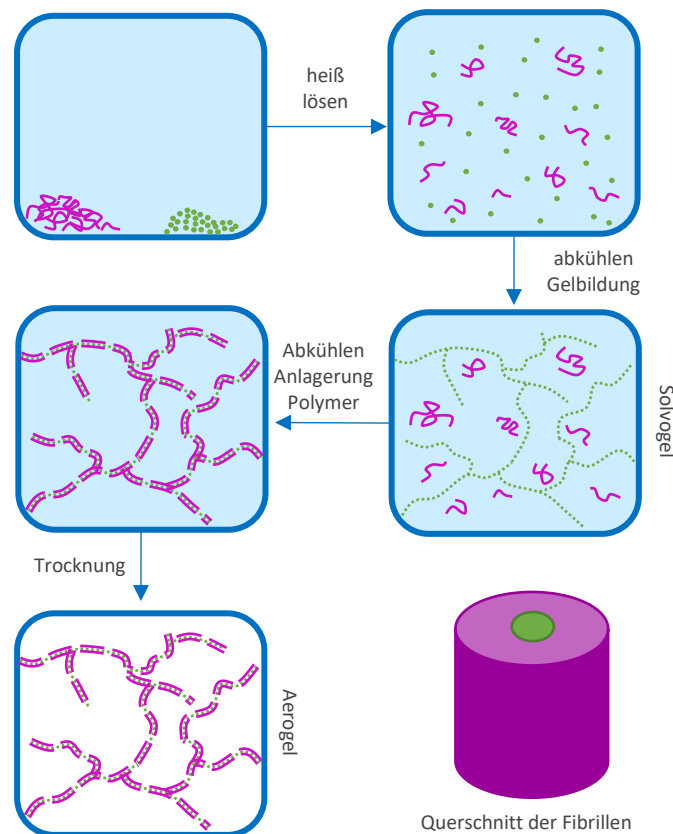 heiß
lösen
abkühlen
Gelbildung
Solvogel
Abkühlen
Anlagerung
Polymer
Trocknung
Aerogel
Querschnitt der Fibrillen